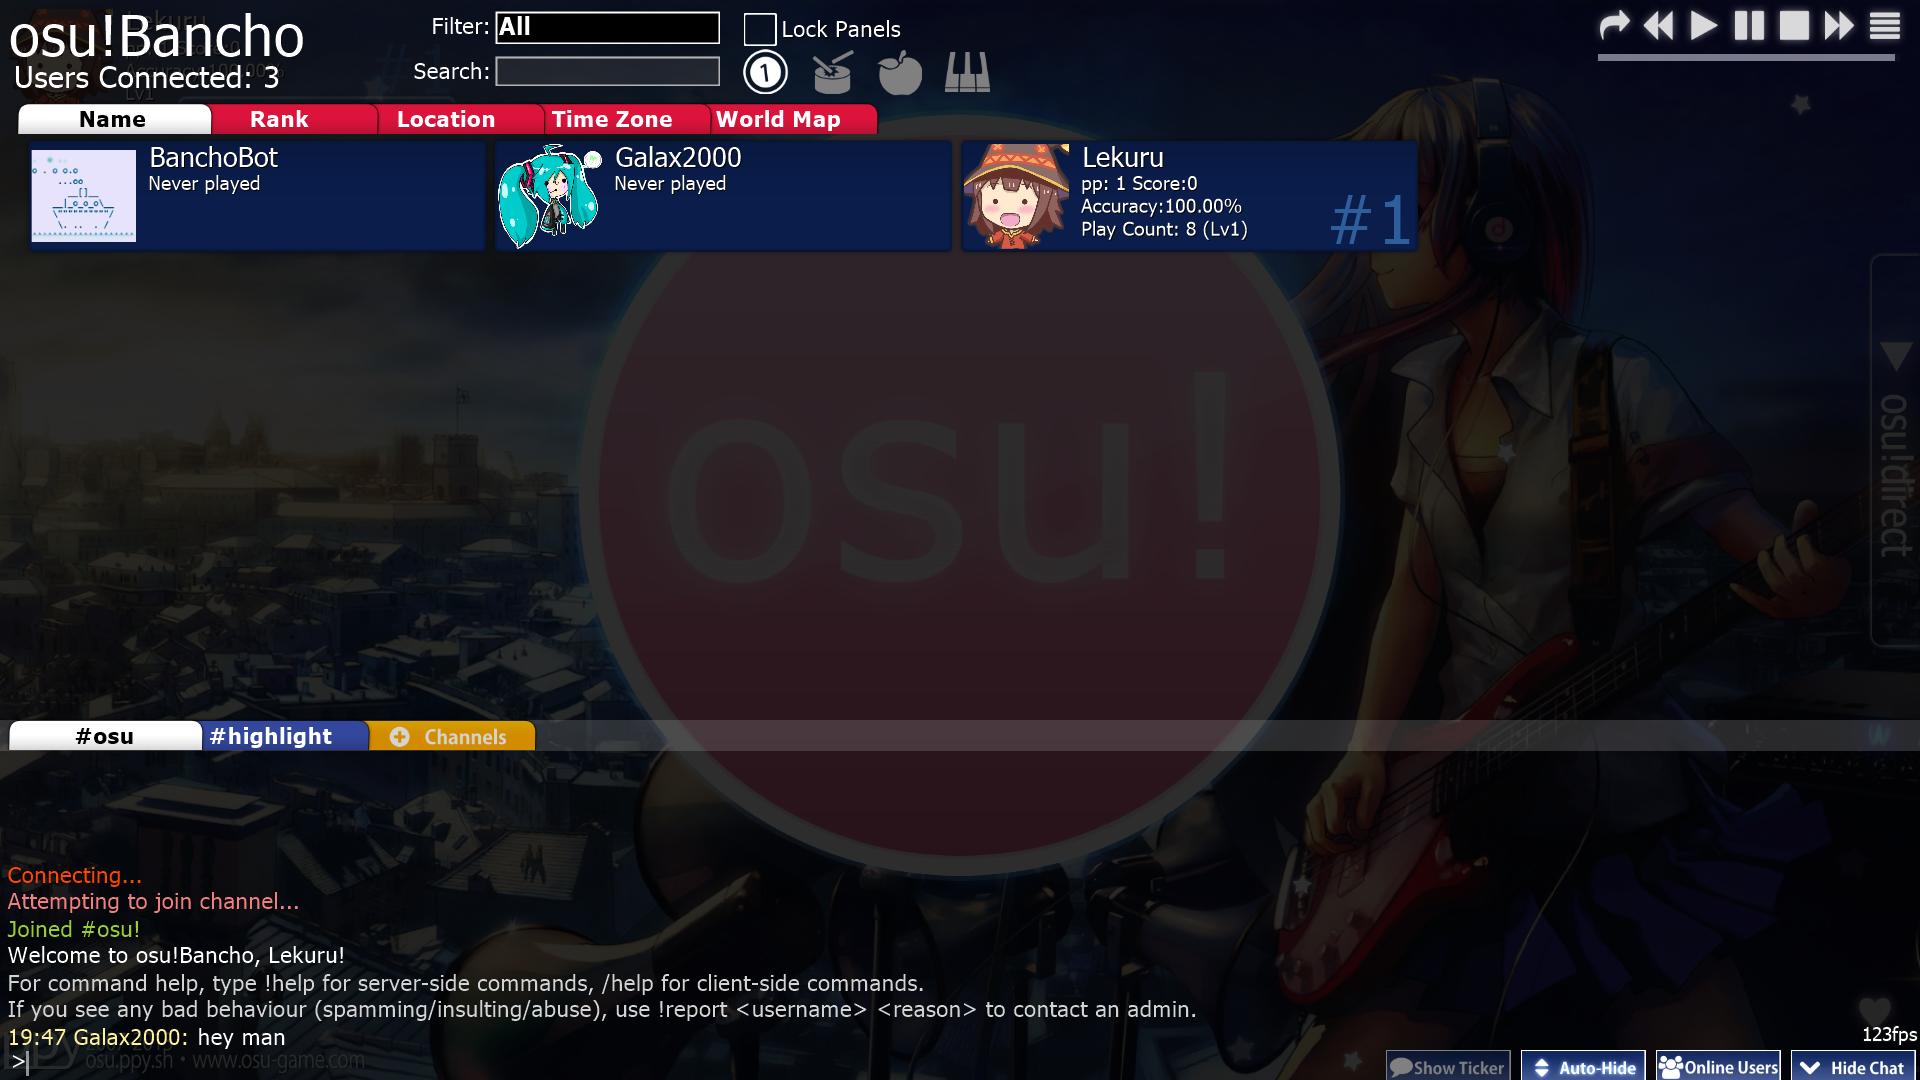 osu!Bancho
Users Connected: 3
Filter: All
Lock Panels
Search:
1
Name Rank Location Time Zone World Map
BanchoBot
Never played
Galax2000
Never played
Lekuru
pp: 1 Score:0
Accuracy:100.00%
Play Count: 8 (Lv1)
#1
osu!
osu!direct
#osu #highlight Channels
Connecting...
Attempting to join channel...
Joined #osu!
Welcome to osu!Bancho, Lekuru!
For command help, type !help for server-side commands, /help for client-side commands.
If you see any bad behaviour (spamming/insulting/abuse), use !report <username> <reason> to contact an admin.
19:47 Galax2000: hey man
>
osu.ppy.sh • www.osu-game.com
123fps
Show Ticker Auto-Hide Online Users Hide Chat